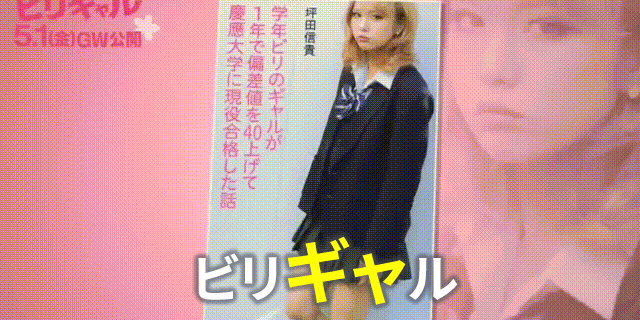 ビリギャル
5.1(金)GW公開
坪田信貴
学年ビリのギャルが
1年で偏差値を40上げて
慶應大学に現役合格した話
ビリギャル